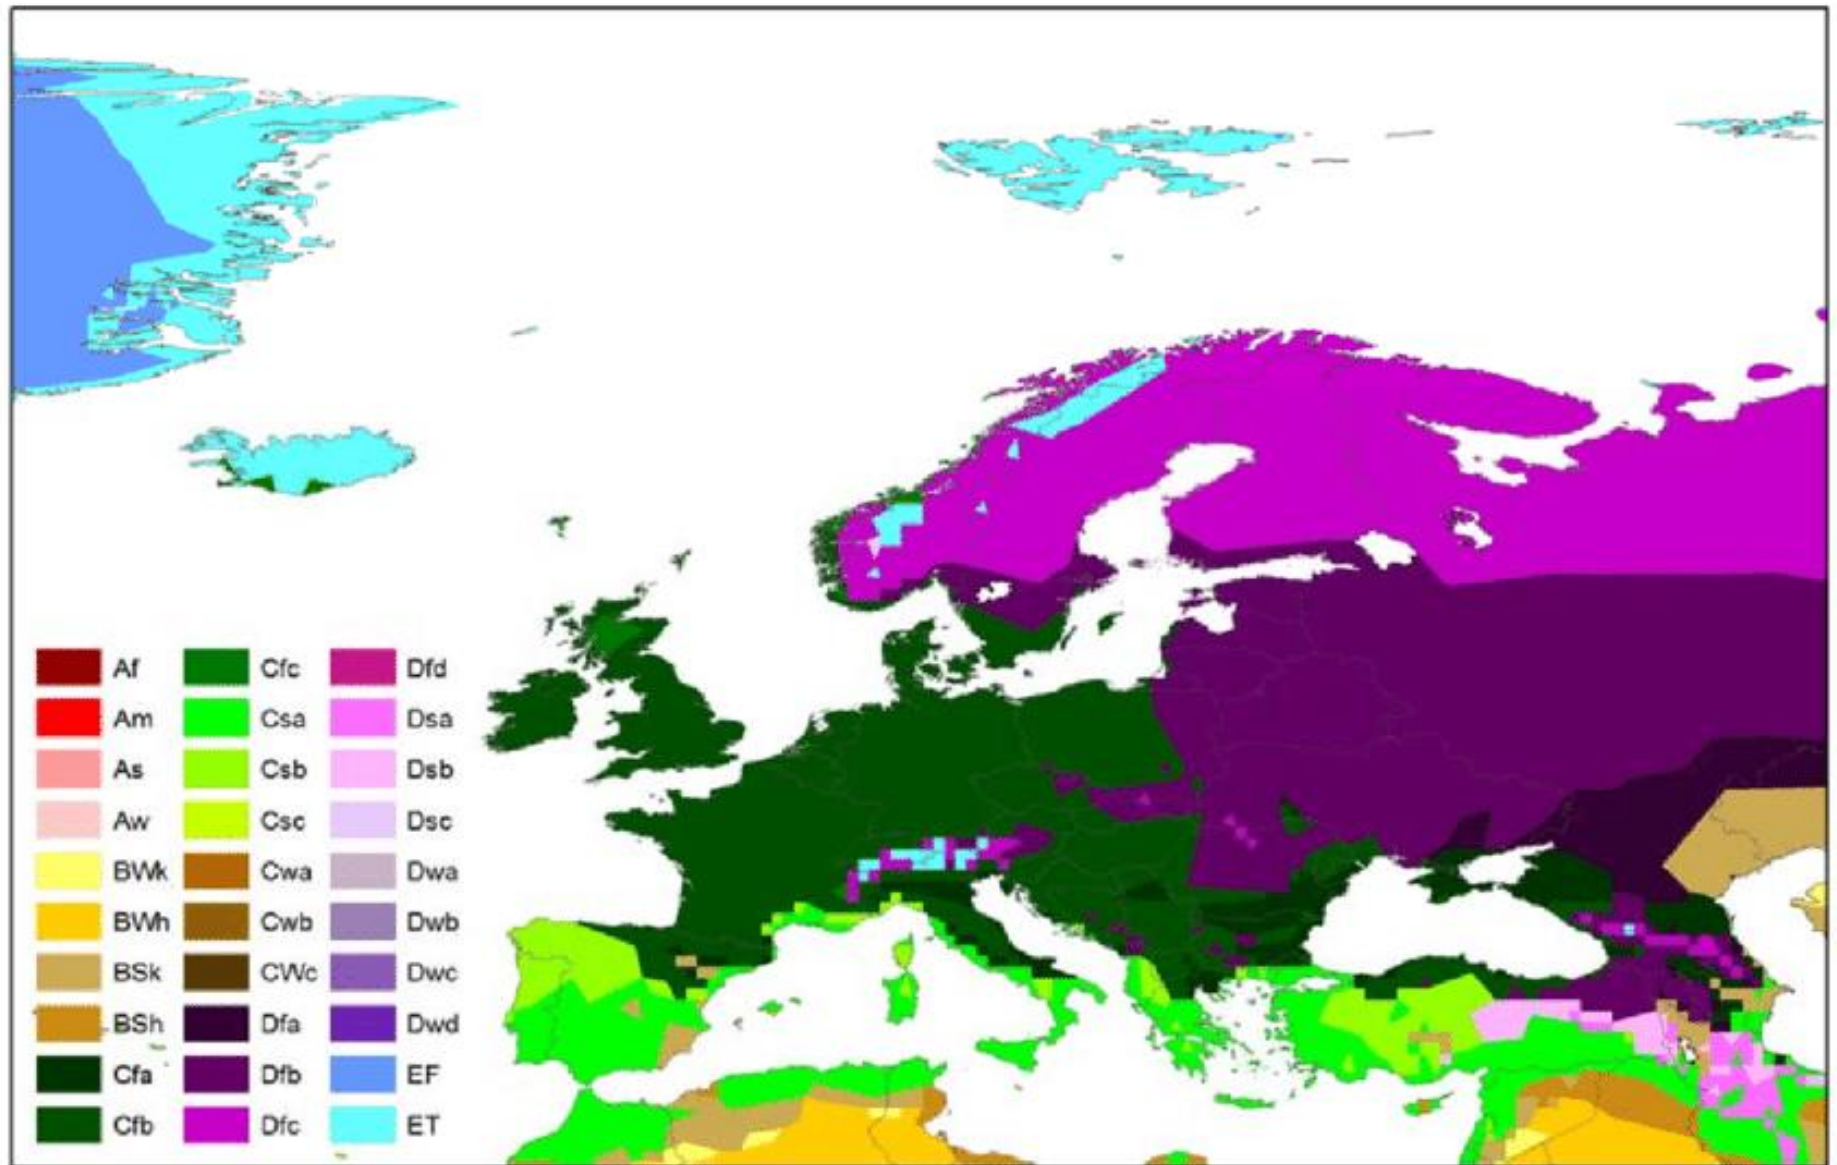 Af Cfc Dfd
Am Csa Dsa
As Csb Dsb
Aw Csc Dsc
BWk Cwa Dwa
BWh Cwb Dwb
BSk CWc Dwc
BSh Dfa Dwd
Cfa Dfb EF
Cfb Dfc ET